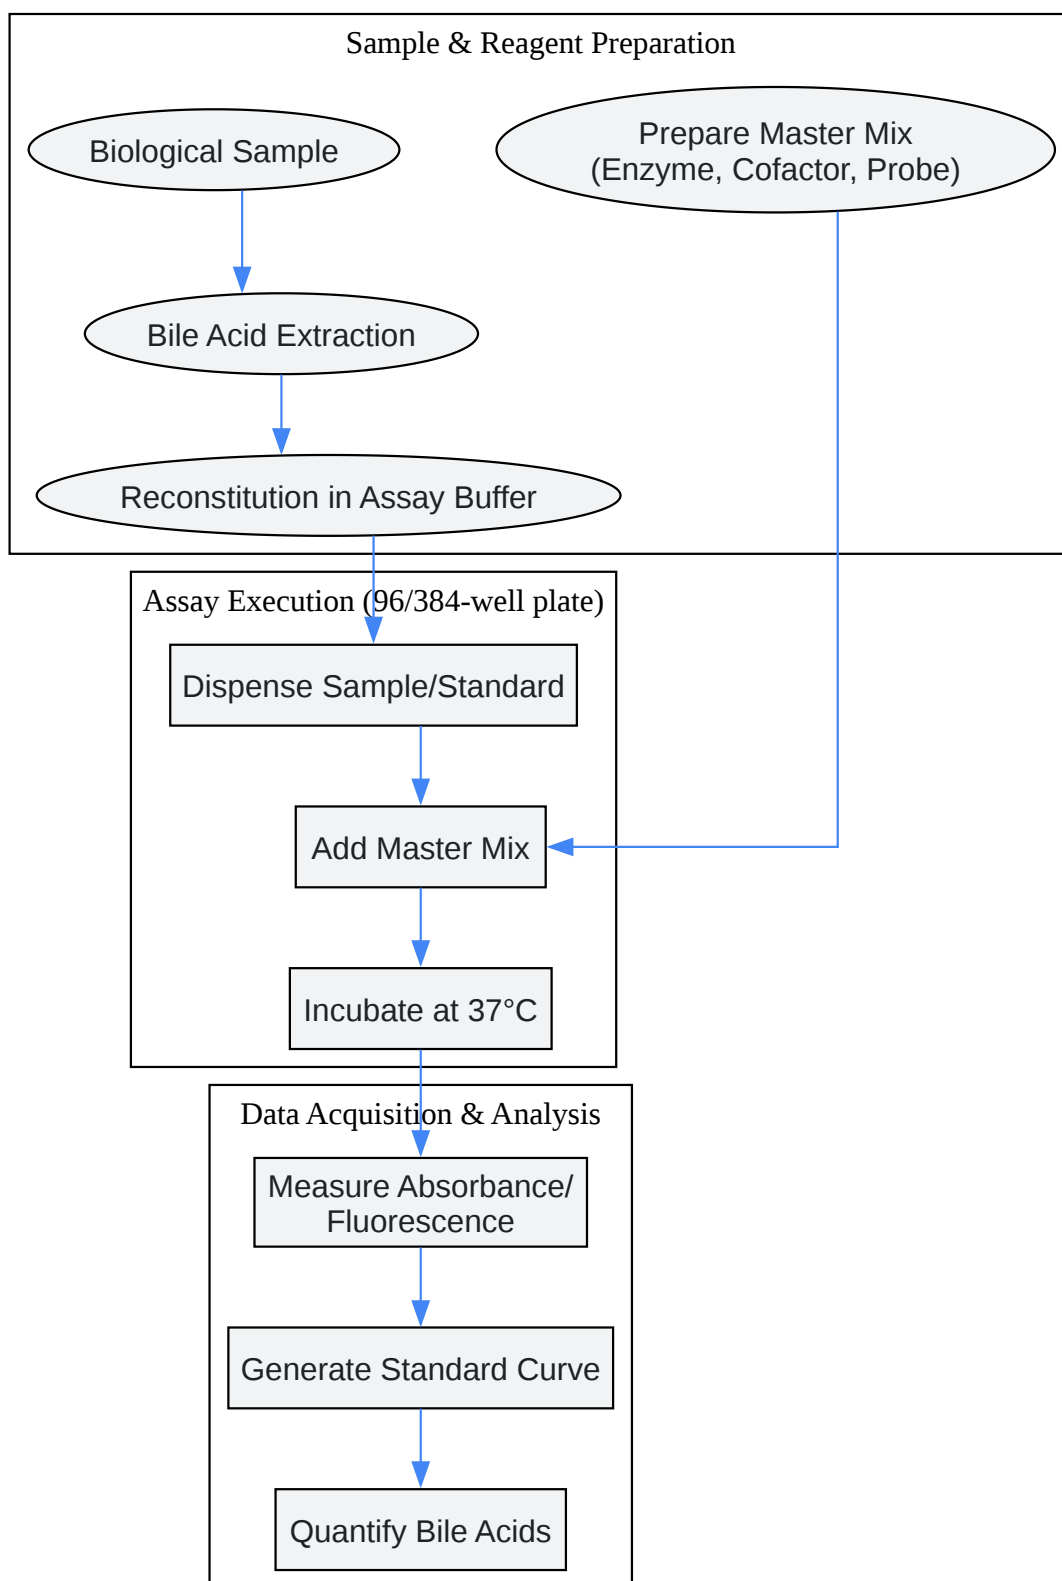 Sample & Reagent Preparation
Biological Sample
Prepare Master Mix
(Enzyme, Cofactor, Probe)
Bile Acid Extraction
Reconstitution in Assay Buffer
Assay Execution (96/384-well plate)
Dispense Sample/Standard
Add Master Mix
Incubate at 37°C
Data Acquisition & Analysis
Measure Absorbance/
Fluorescence
Generate Standard Curve
Quantify Bile Acids